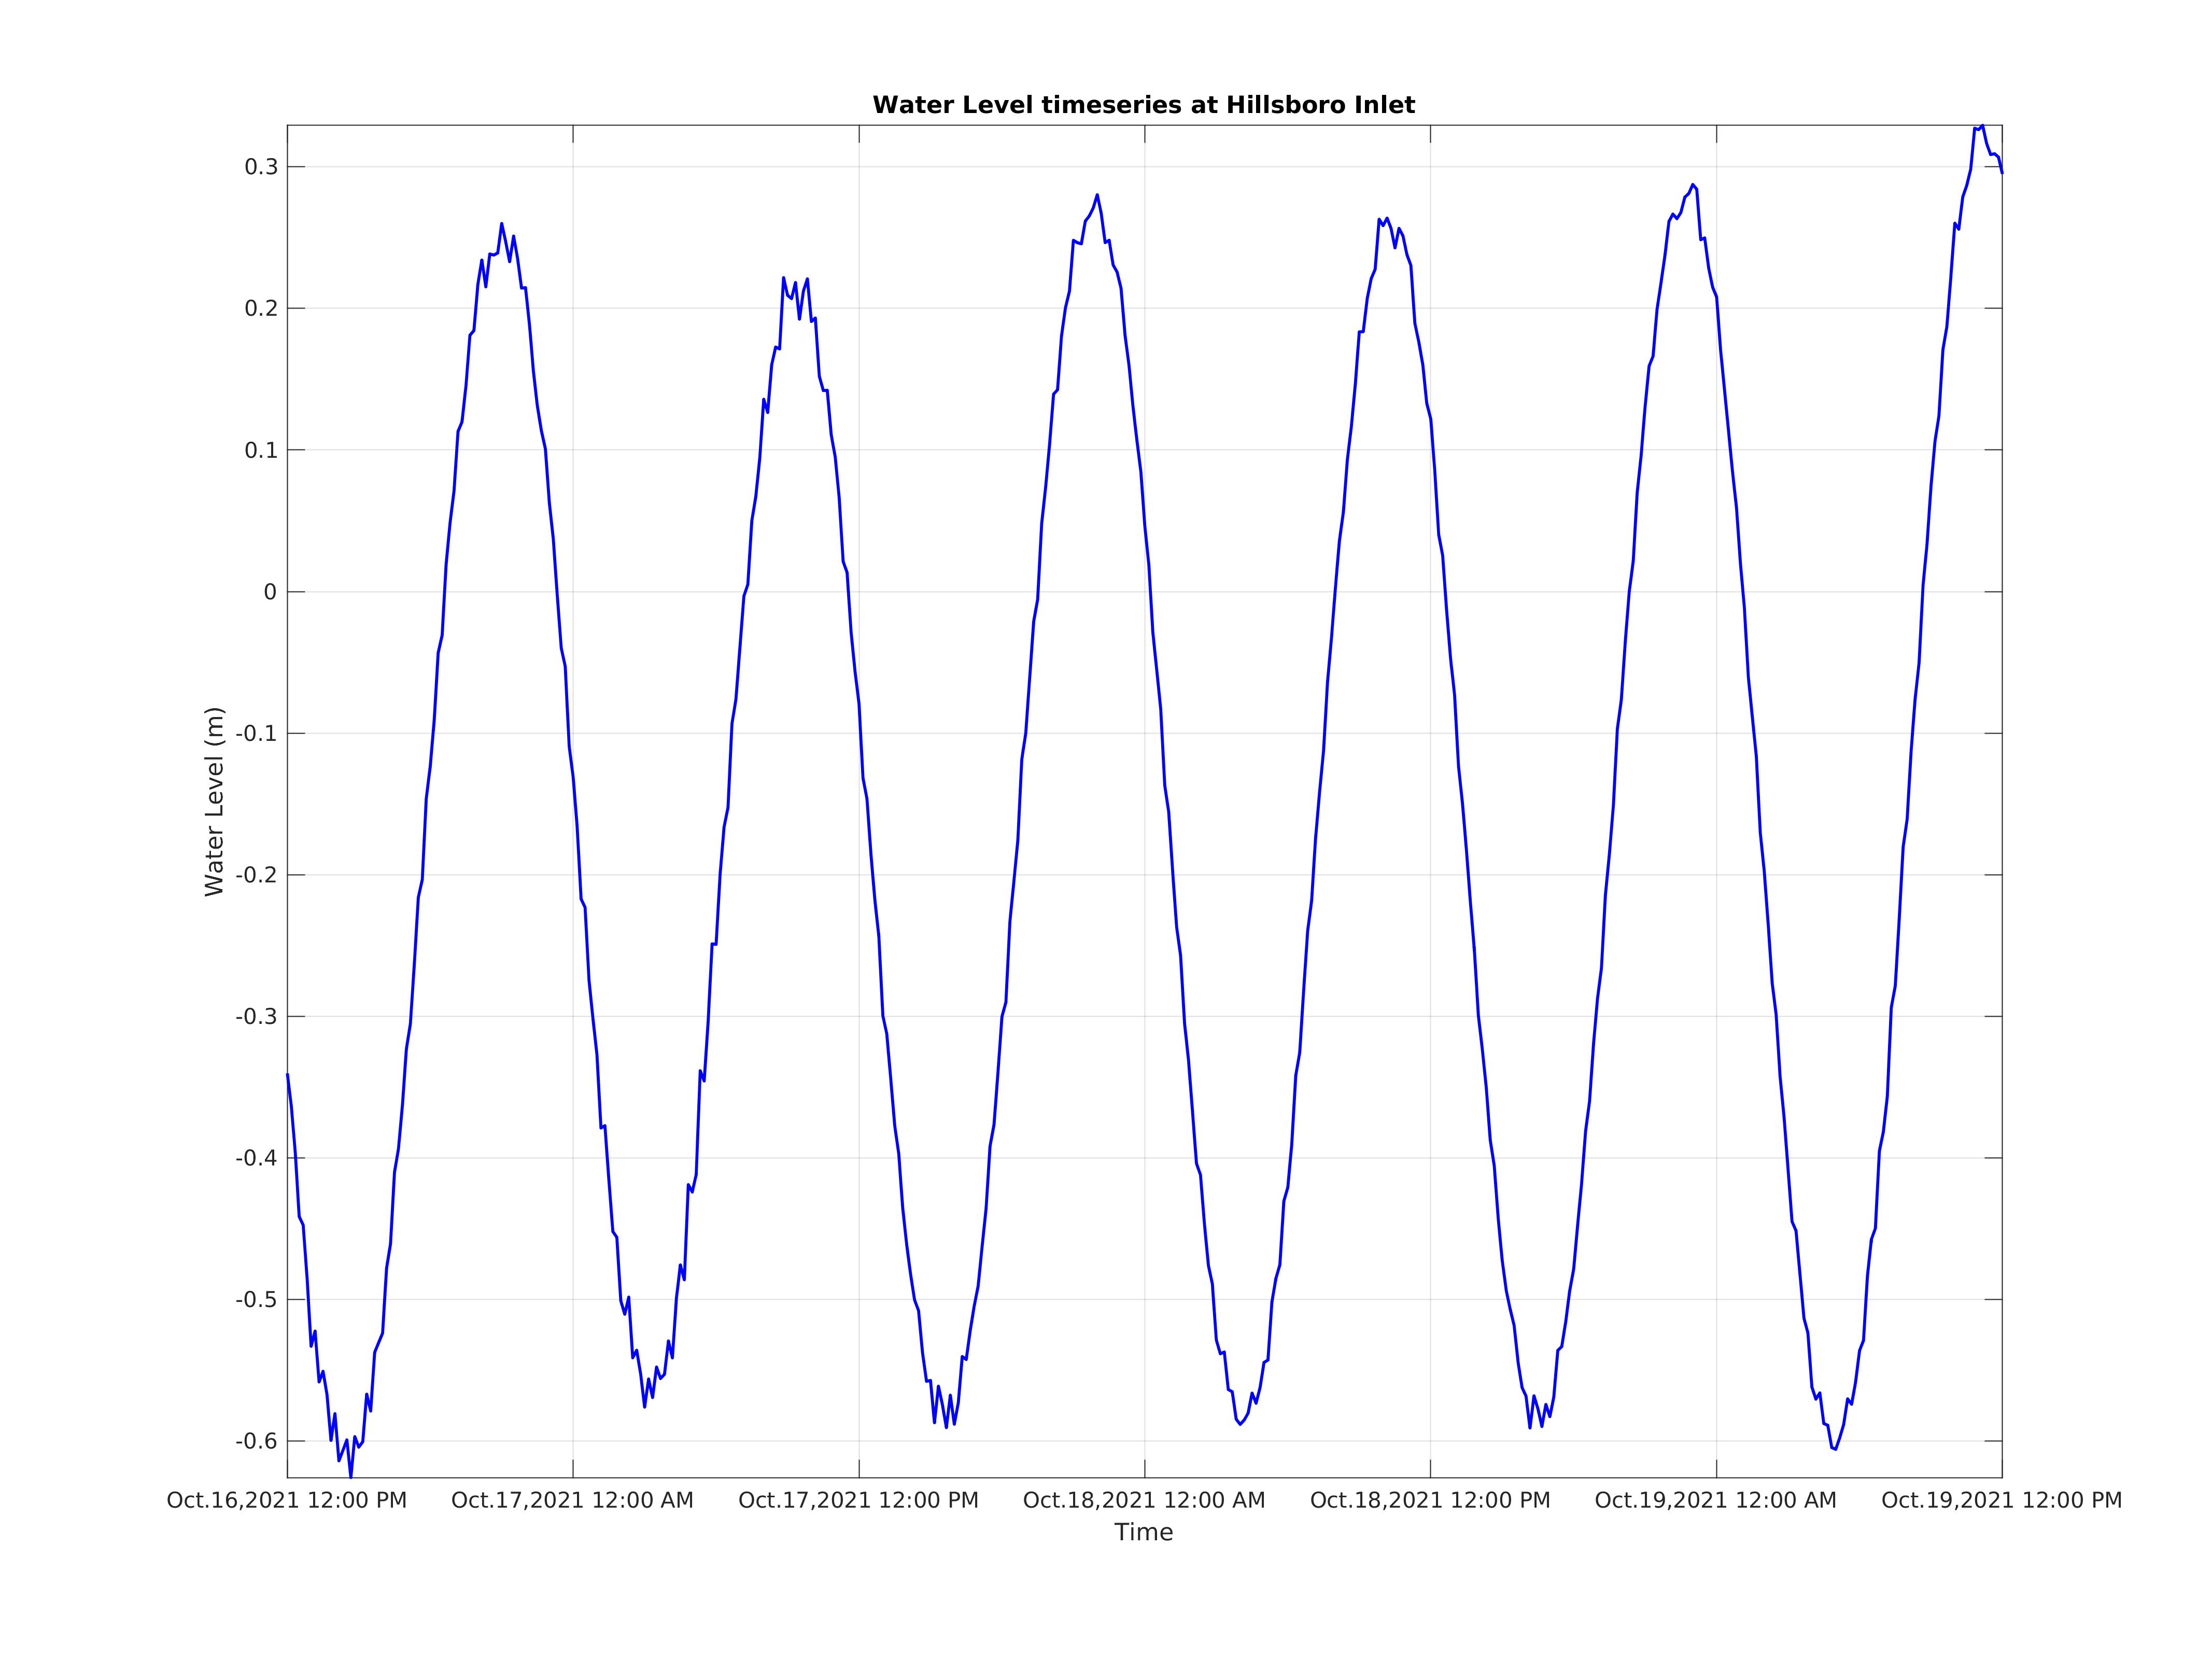 Water Level timeseries at Hillsboro Inlet
0.3
0.2
0.1
0
-0.1
-0.2
-0.3
-0.4
-0.5
-0.6
Water Level (m)
Oct.16,2021 12:00 PM
Oct.17,2021 12:00 AM
Oct.17,2021 12:00 PM
Oct.18,2021 12:00 AM
Oct.18,2021 12:00 PM
Oct.19,2021 12:00 AM
Oct.19,2021 12:00 PM
Time